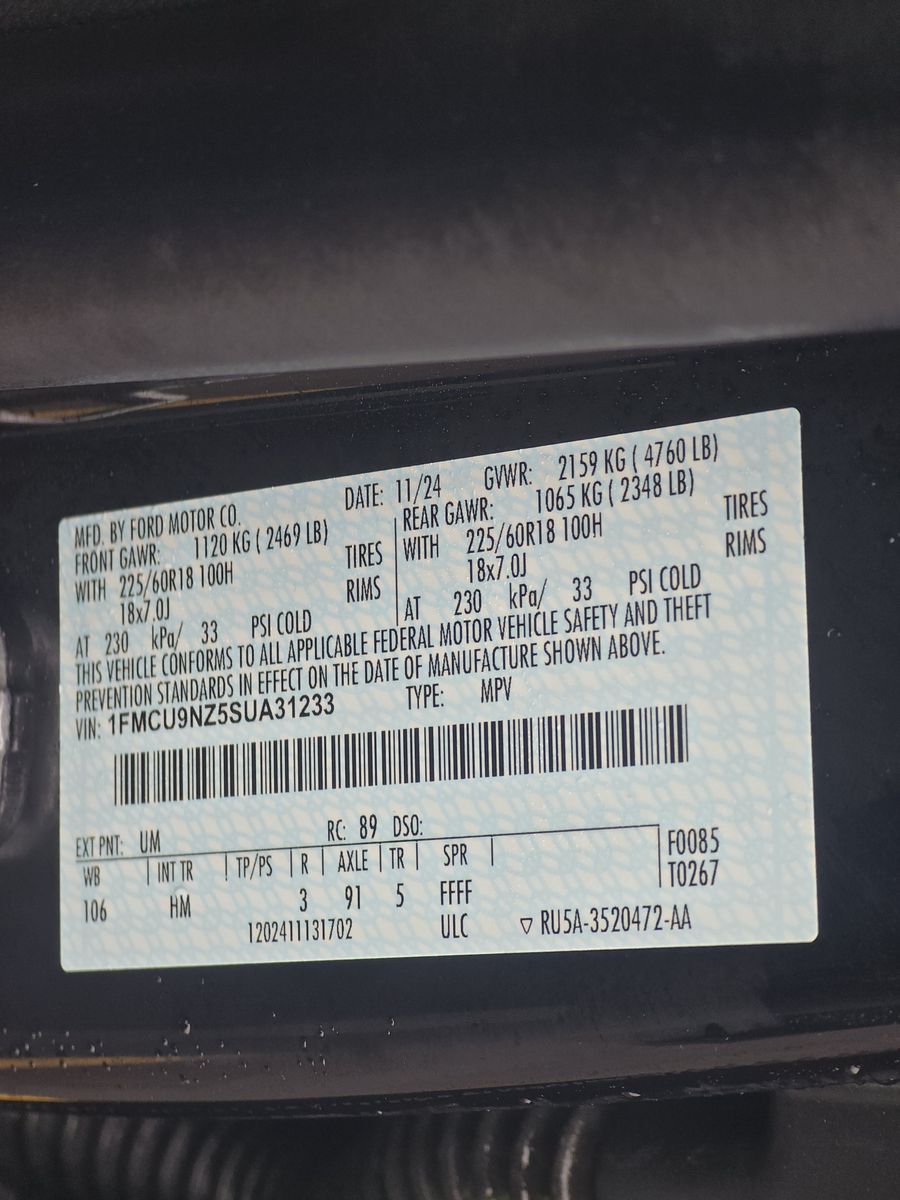 MFD. BY FORD MOTOR CO. DATE: 11/24 GVWR: 2159 KG ( 4760 LB)
FRONT GAWR: 1120 KG ( 2469 LB)
WITH 225/60R18 100H TIRES
18x7.0J RIMS
AT 230 kPa/ 33 PSI COLD
REAR GAWR: 1065 KG ( 2348 LB)
WITH 225/60R18 100H TIRES
18x7.0J RIMS
AT 230 kPa/ 33 PSI COLD
THIS VEHICLE CONFORMS TO ALL APPLICABLE FEDERAL MOTOR VEHICLE SAFETY AND THEFT
PREVENTION STANDARDS IN EFFECT ON THE DATE OF MANUFACTURE SHOWN ABOVE.
VIN: 1FMCU9NZ5SUA31233 TYPE: MPV
EXT PNT: UM RC: 89 DSO:
WB INT TR TP/PS R AXLE TR SPR F0085
106 HM 3 91 5 FFFF T0267
1202411131702 ULC ▽ RU5A-3520472-AA